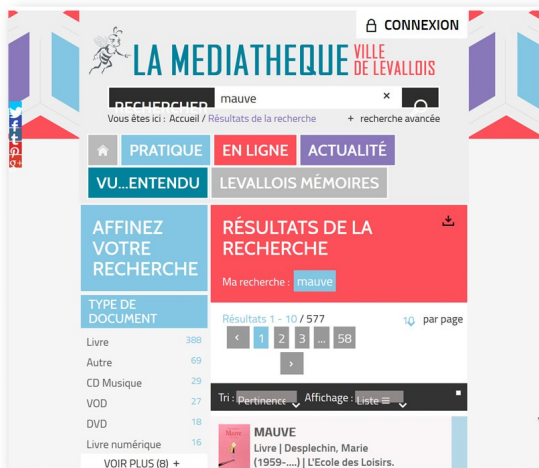 CONNEXION
LA MEDIATHEQUE VILLE DE LEVALLOIS
RECHERCHER mauve ×
Vous êtes ici : Accueil / Résultats de la recherche + recherche avancée
PRATIQUE EN LIGNE ACTUALITÉ
VU...ENTENDU LEVALLOIS MÉMOIRES
AFFINEZ
VOTRE
RECHERCHE
TYPE DE
DOCUMENT
Livre 388
Autre 69
CD Musique 29
VOD 27
DVD 18
Livre numérique 16
VOIR PLUS (8) +
RÉSULTATS DE LA
RECHERCHE
Ma recherche : mauve
Résultats 1 - 10 / 577 10 par page
‹ 1 2 3 ... 58
›
Tri : Pertinence Affichage : Liste
MAUVE
Livre | Desplechin, Marie
(1959-....) | L'Ecole des Loisirs.